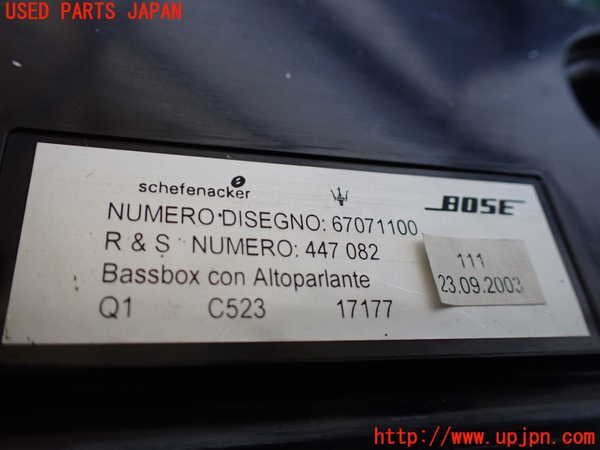 USED PARTS JAPAN
schefenacker
BOSE
NUMERO DISEGNO: 67071100
R & S NUMERO: 447 082
Bassbox con Altoparlante
Q1 C523 17177
111
23.09.2003
http://www.upjpn.com